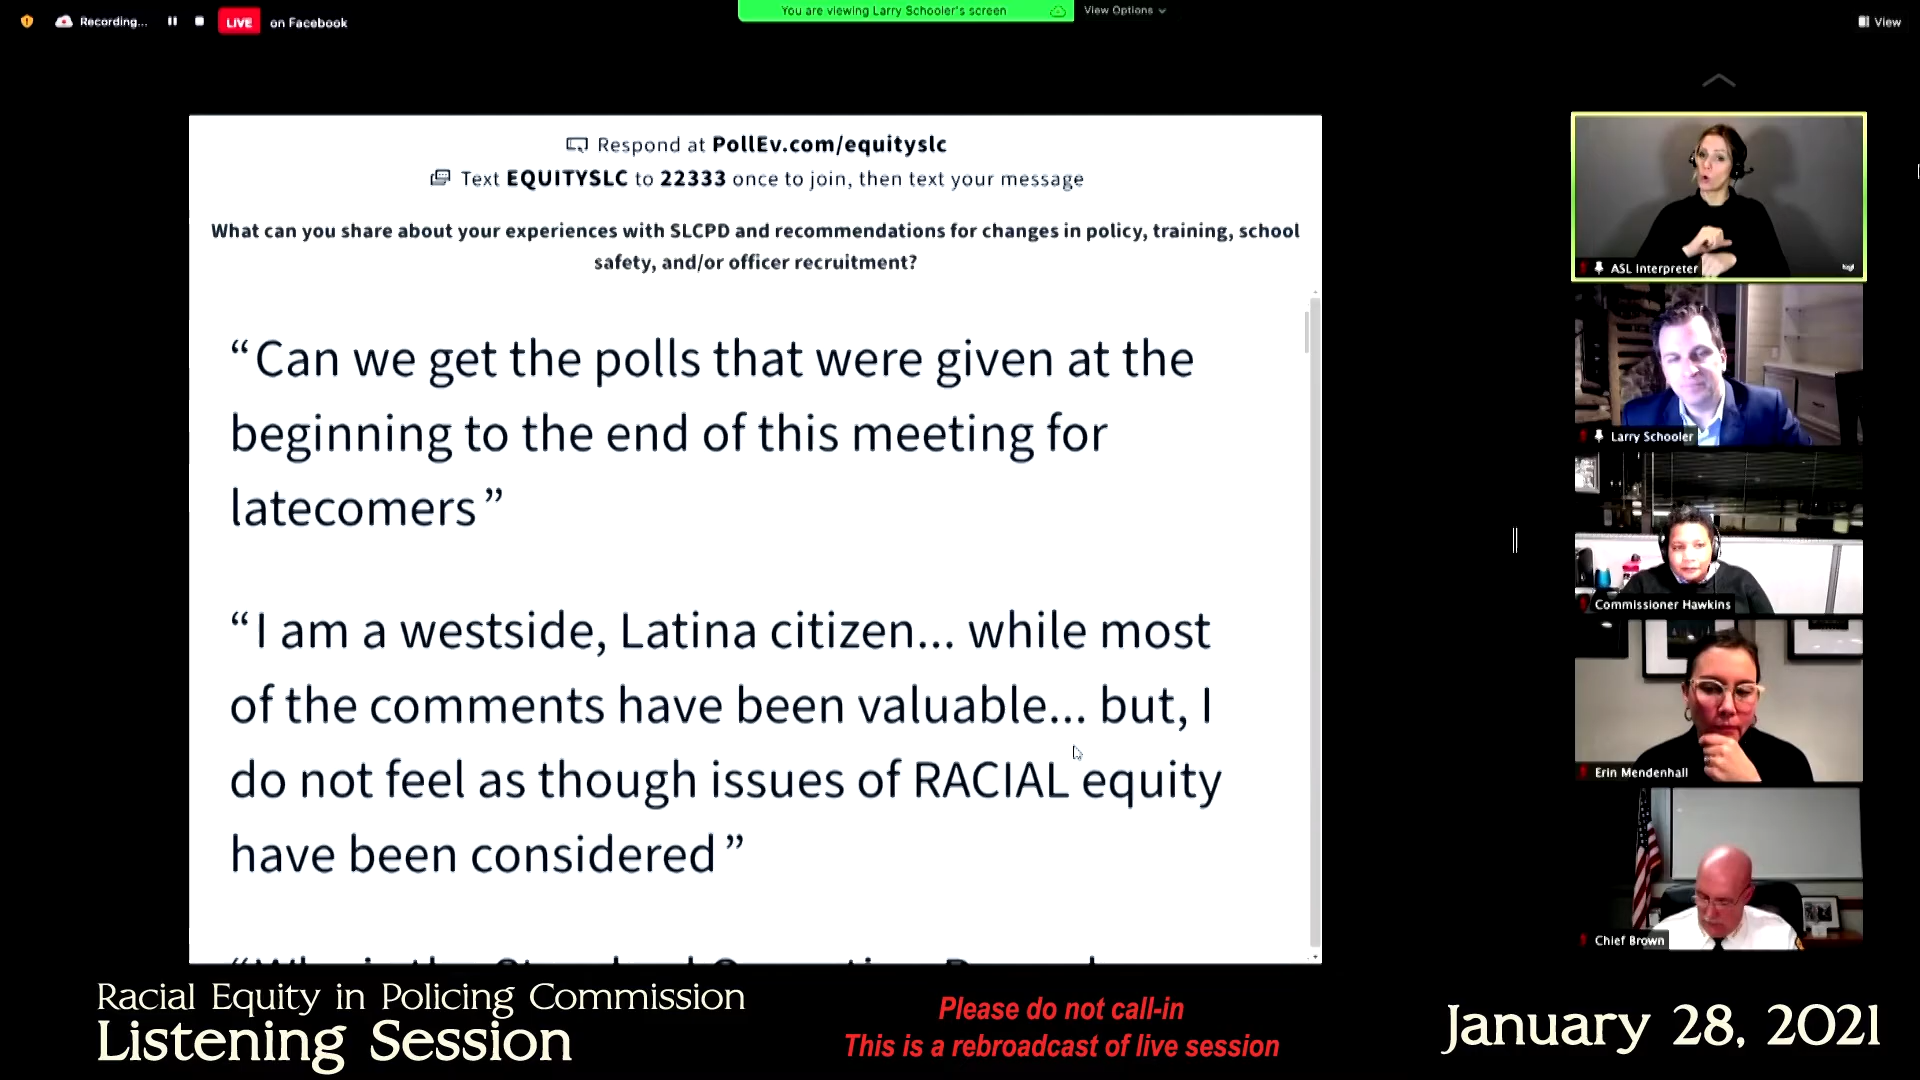 Recording...
LIVE on Facebook
You are viewing Larry Schooler's screen
View Options
View
Respond at PollEv.com/equityslc
Text EQUITYSLC to 22333 once to join, then text your message
What can you share about your experiences with SLCPD and recommendations for changes in policy, training, school
safety, and/or officer recruitment?
“Can we get the polls that were given at the
beginning to the end of this meeting for
latecomers”
“I am a westside, Latina citizen... while most
of the comments have been valuable... but, I
do not feel as though issues of RACIAL equity
have been considered”
ASL Interpreter
Larry Schooler
Commissioner Hawkins
Erin Mendenhall
Chief Brown
Racial Equity in Policing Commission
Listening Session
Please do not call-in
This is a rebroadcast of live session
January 28, 2021